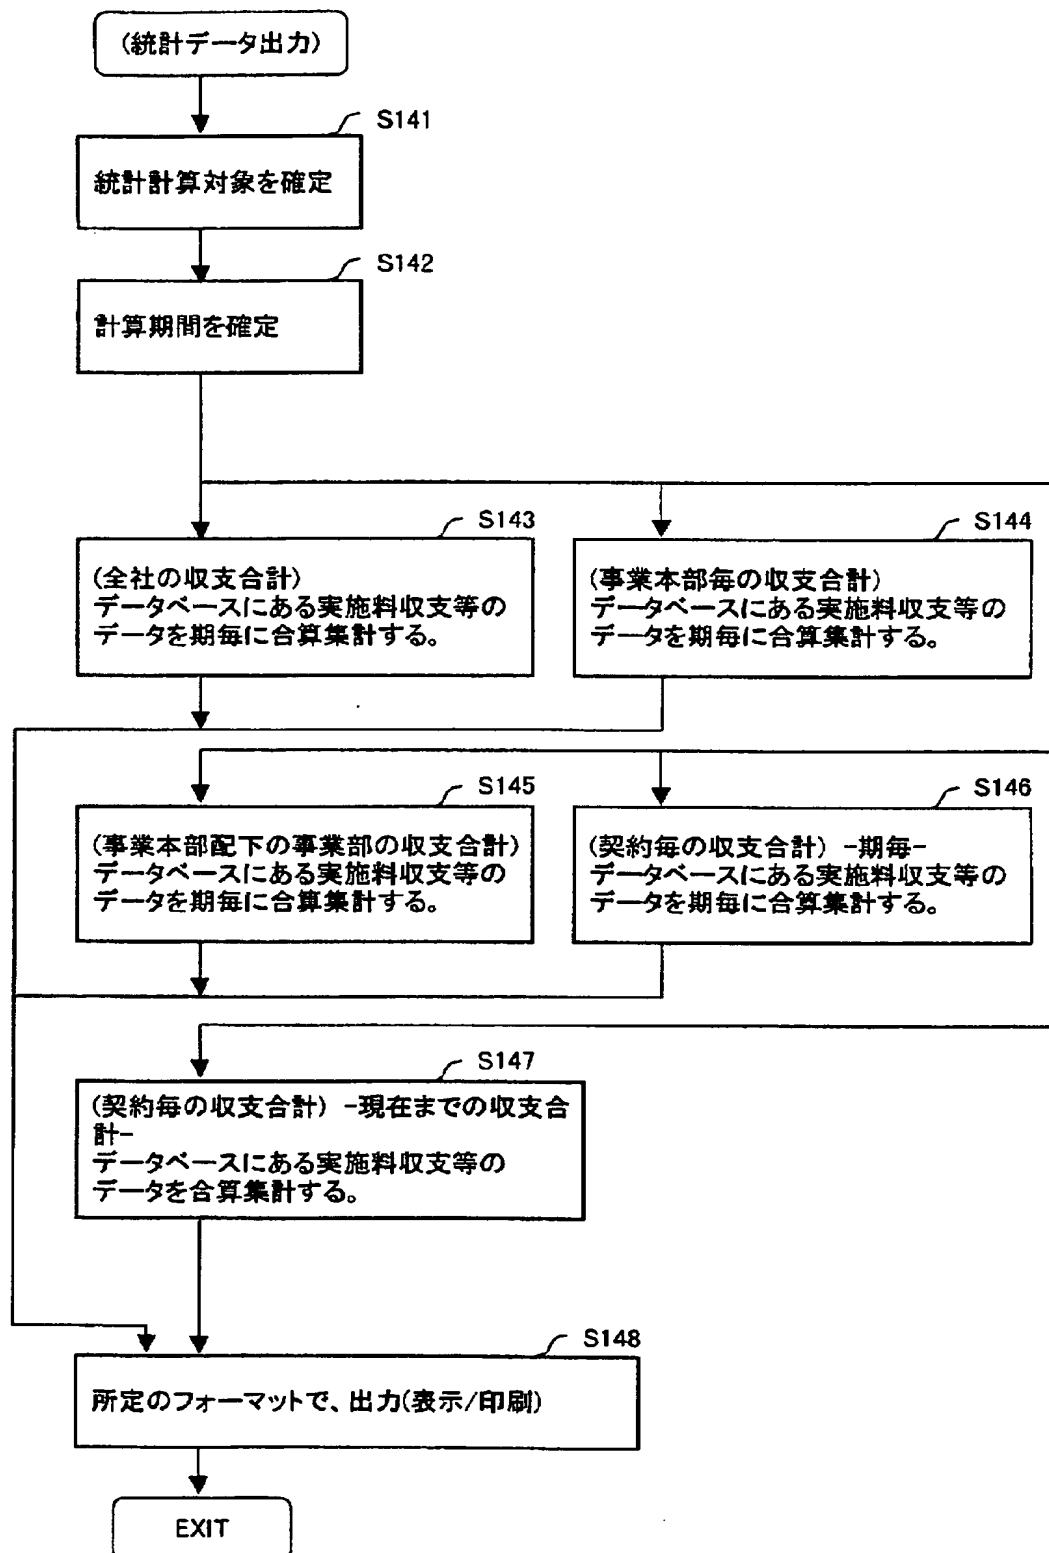 (統計データ出力)
S141
統計計算対象を確定
S142
計算期間を確定
S143
(全社の収支合計)
データベースにある実施料収支等の
データを期毎に合算集計する。
S144
(事業本部毎の収支合計)
データベースにある実施料収支等の
データを期毎に合算集計する。
S145
(事業本部配下の事業部の収支合計)
データベースにある実施料収支等の
データを期毎に合算集計する。
S146
(契約毎の収支合計) -期毎-
データベースにある実施料収支等の
データを期毎に合算集計する。
S147
(契約毎の収支合計) -現在までの収支合
計-
データベースにある実施料収支等の
データを合算集計する。
S148
所定のフォーマットで、出力(表示/印刷)
EXIT